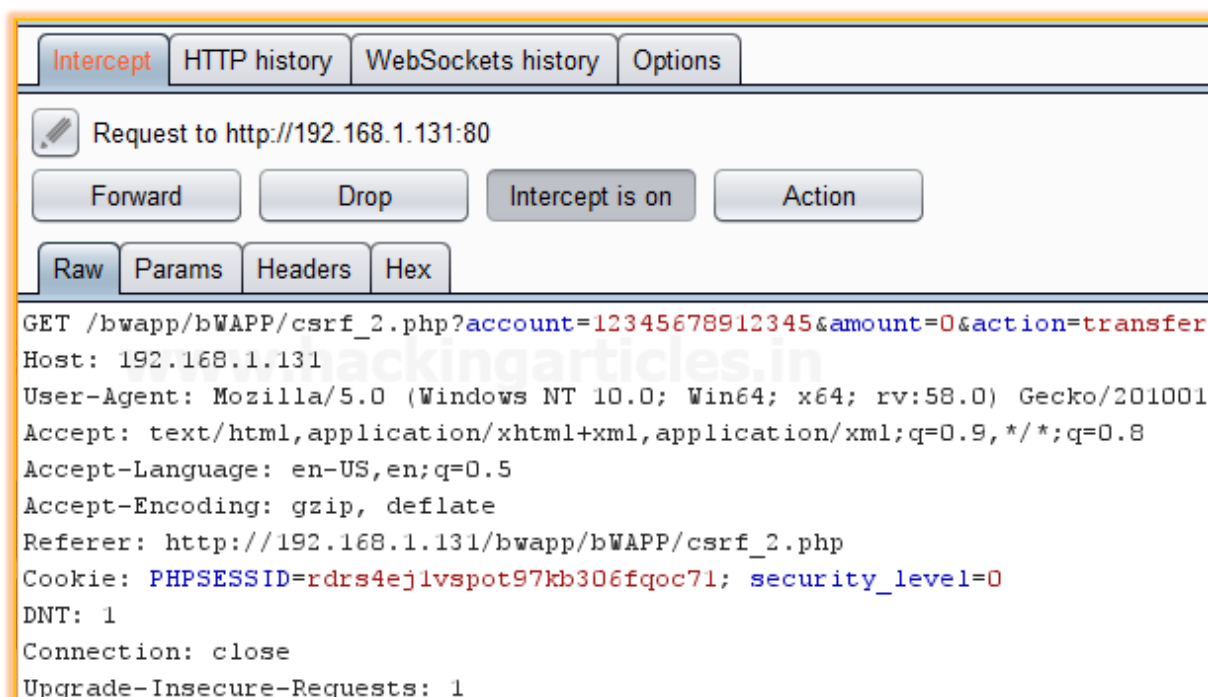 Intercept HTTP history WebSockets history Options
Request to http://192.168.1.131:80
Forward Drop Intercept is on Action
Raw Params Headers Hex
GET /bwapp/bWAPP/csrf_2.php?account=12345678912345&amount=0&action=transfer
www.hackingarticles.in
Host: 192.168.1.131
User-Agent: Mozilla/5.0 (Windows NT 10.0; Win64; x64; rv:58.0) Gecko/201001
Accept: text/html,application/xhtml+xml,application/xml;q=0.9,*/*;q=0.8
Accept-Language: en-US,en;q=0.5
Accept-Encoding: gzip, deflate
Referer: http://192.168.1.131/bwapp/bWAPP/csrf_2.php
Cookie: PHPSESSID=rdrs4ej1vspot97kb306fqoc71; security_level=0
DNT: 1
Connection: close
Upgrade-Insecure-Requests: 1